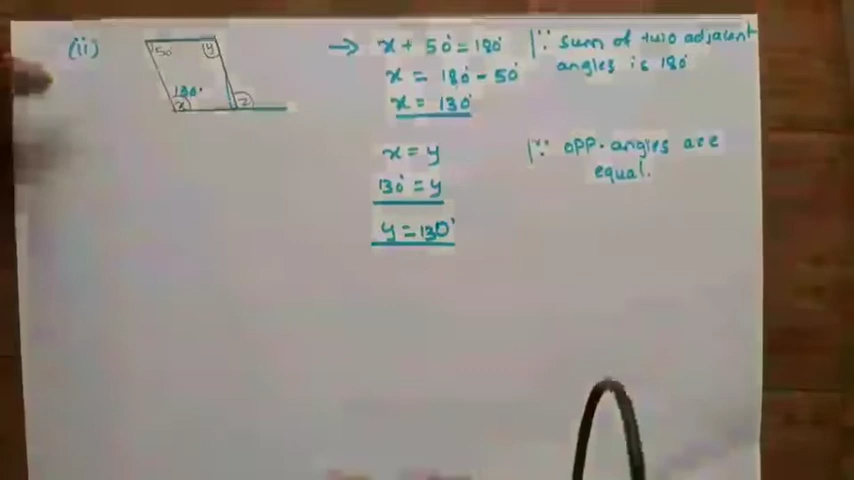 (ii) 50° y 130° x z
→ x + 50° = 180° |∵ sum of two adjacent
angles is 180°
x = 180° - 50°
x = 130°
x = y |∵ opp. angles are
equal.
130° = y
y = 130°